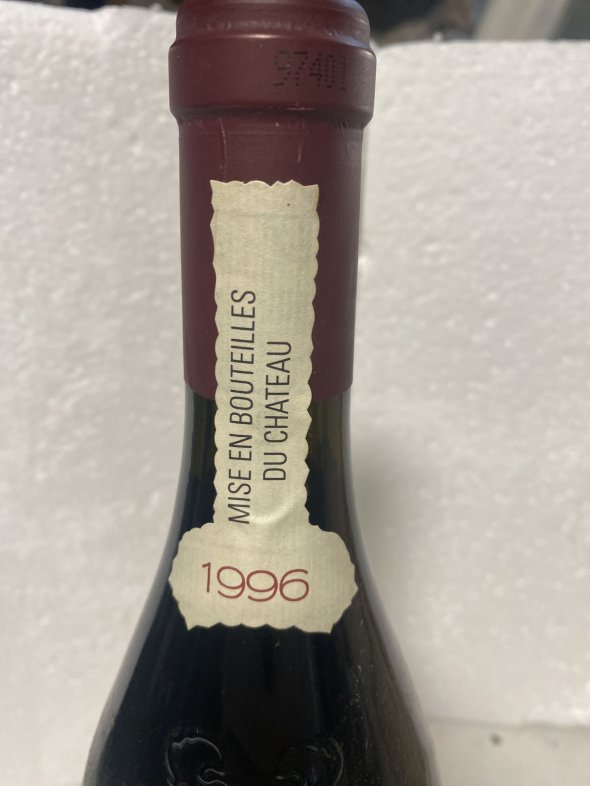 97401
MISE EN BOUTEILLES
DU CHATEAU
1996